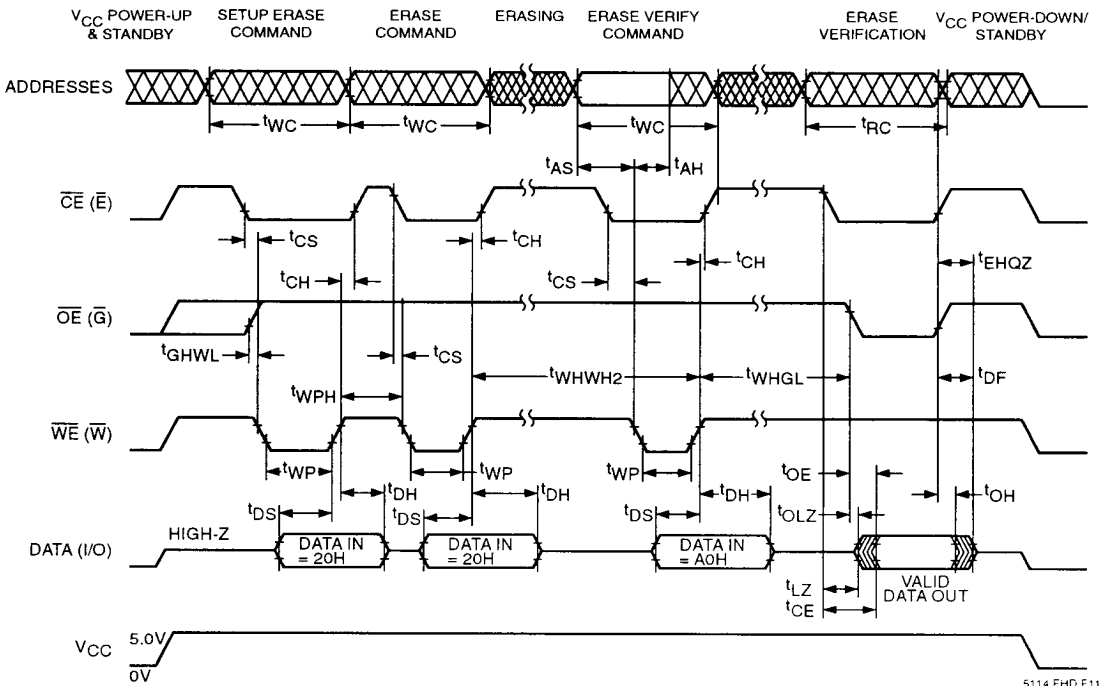 VCC POWER-UP & STANDBY
SETUP ERASE COMMAND
ERASE COMMAND
ERASING
ERASE VERIFY COMMAND
ERASE VERIFICATION
VCC POWER-DOWN/ STANDBY
ADDRESSES
tWC
tWC
tWC
tRC
tAS
tAH
CE (E)
tCS
tCH
tCH
tCS
tCH
tEHQZ
OE (G)
tGHWL
tCS
tWPH
tWHWH2
tWHGL
tDF
WE (W)
tWP
tWP
tWP
tOE
tDH
tDH
tDH
tOH
tDS
tDS
tDS
tOLZ
DATA (I/O)
HIGH-Z
DATA IN = 20H
DATA IN = 20H
DATA IN = A0H
VALID DATA OUT
tLZ
tCE
VCC
5.0V
0V
5114 FHD F11